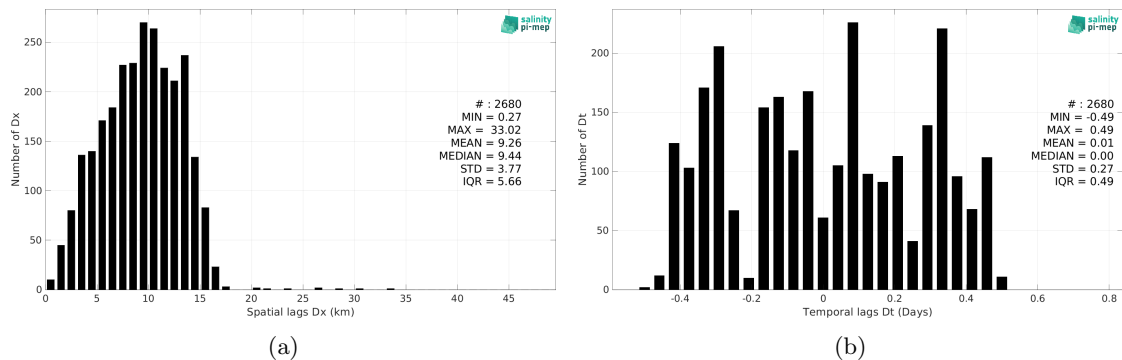 salinity
pi-mep
250
200
150
100
50
0
Number of Dx
# : 2680
MIN = 0.27
MAX = 33.02
MEAN = 9.26
MEDIAN = 9.44
STD = 3.77
IQR = 5.66
0 5 10 15 20 25 30 35 40 45
Spatial lags Dx (km)
(a)
salinity
pi-mep
200
150
100
50
0
Number of Dt
# : 2680
MIN = -0.49
MAX = 0.49
MEAN = 0.01
MEDIAN = 0.00
STD = 0.27
IQR = 0.49
-0.4 -0.2 0 0.2 0.4 0.6 0.8
Temporal lags Dt (Days)
(b)